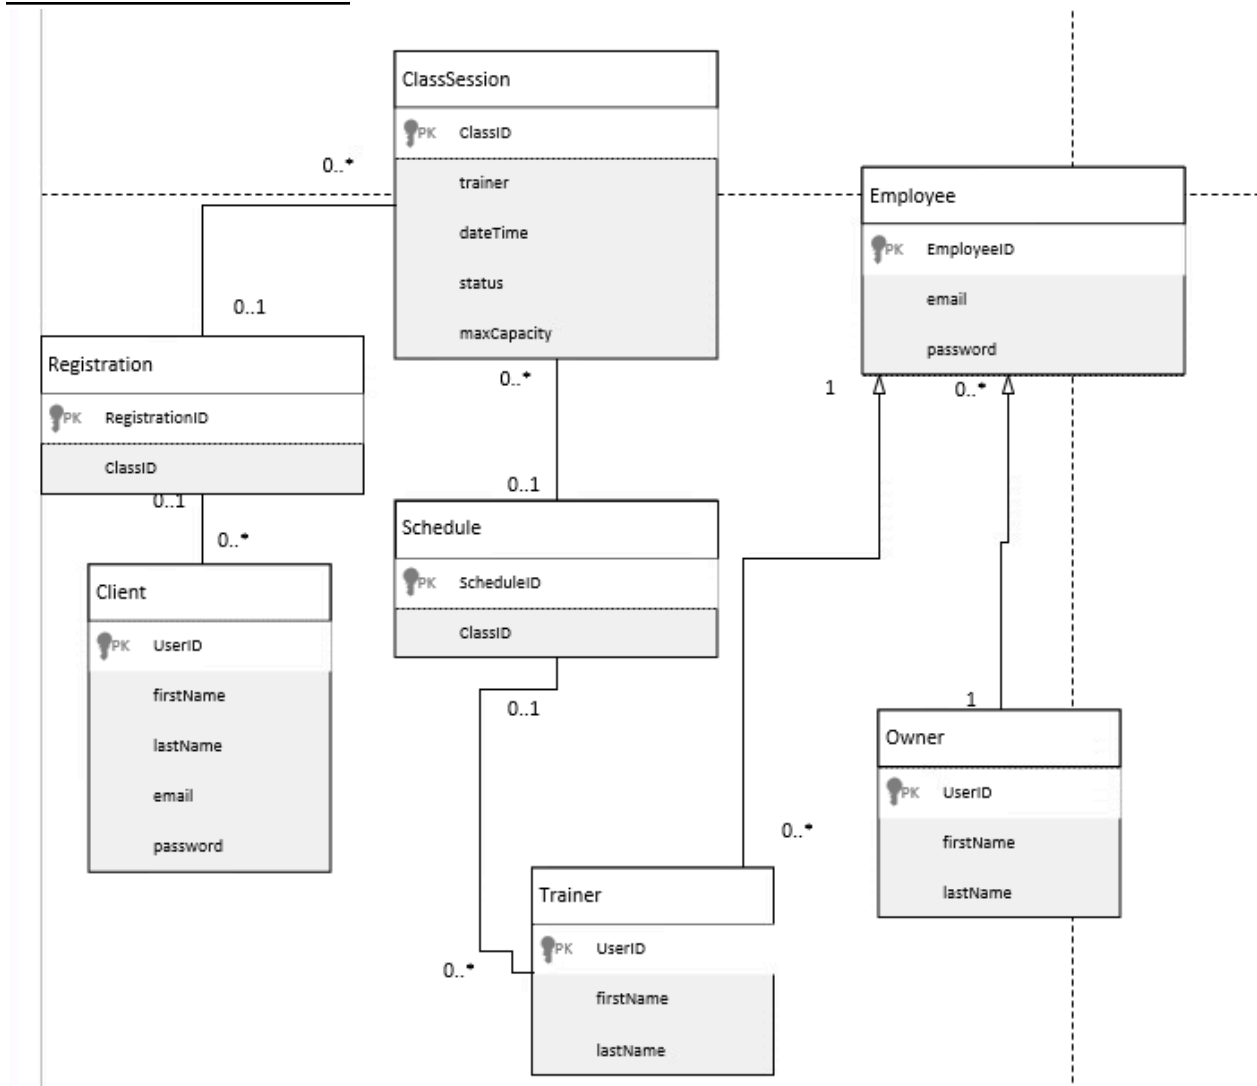 ClassSession
PK ClassID
trainer
dateTime
status
maxCapacity
0..*
0..1
Registration
PK RegistrationID
ClassID
0..1
0..*
Client
PK UserID
firstName
lastName
email
password
0..*
0..1
Schedule
PK ScheduleID
ClassID
0..1
0..*
Trainer
PK UserID
firstName
lastName
Employee
PK EmployeeID
email
password
1
0..*
0..*
1
Owner
PK UserID
firstName
lastName